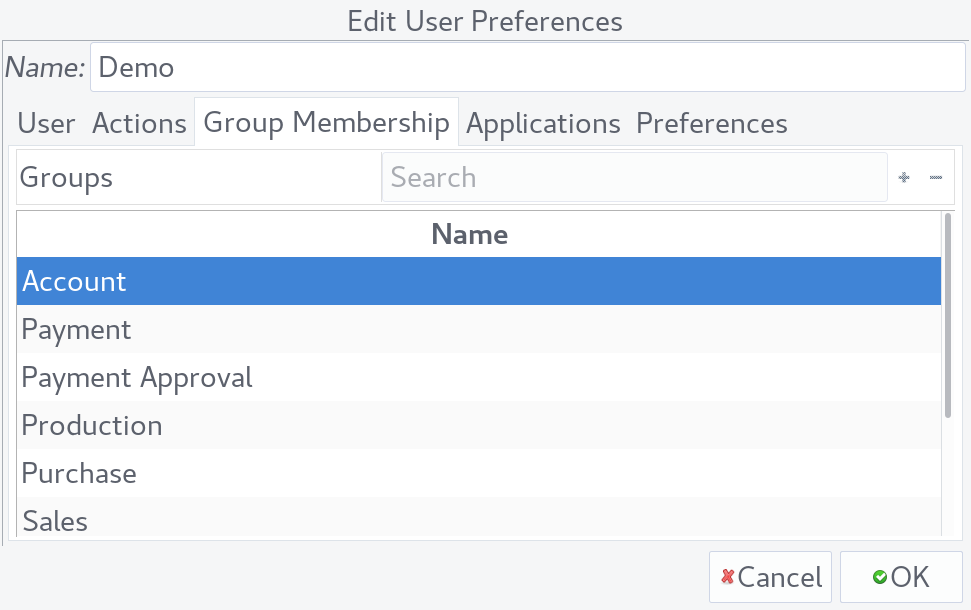 Edit User Preferences
Name: Demo
User Actions Group Membership Applications Preferences
Groups Search
Name
Account
Payment
Payment Approval
Production
Purchase
Sales
Cancel OK